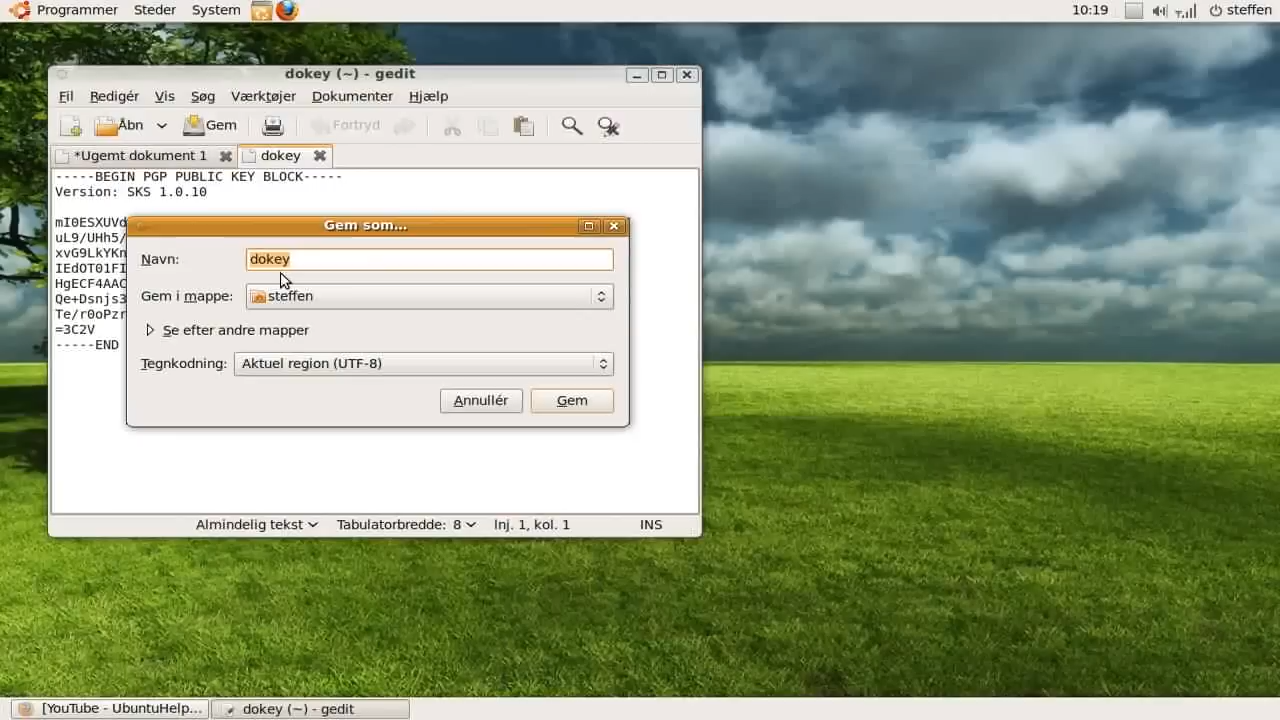 Programmer Steder System 10:19 steffen
dokey (~) - gedit
Fil Redigér Vis Søg Værktøjer Dokumenter Hjælp
Åbn Gem Fortryd
*Ugemt dokument 1 dokey
-----BEGIN PGP PUBLIC KEY BLOCK-----
Version: SKS 1.0.10
mI0ESXUVd
uL9/UHh5/
xvG9LkYKn
IEdOT01FI
HgECF4AAC
Qe+Dsnjs3
Te/r0oPzr
=3C2V
-----END
Gem som...
Navn: dokey
Gem i mappe: steffen
Se efter andre mapper
Tegnkodning: Aktuel region (UTF-8)
Annullér Gem
Almindelig tekst Tabulatorbredde: 8 lnj. 1, kol. 1 INS
[YouTube - UbuntuHelp... dokey (~) - gedit